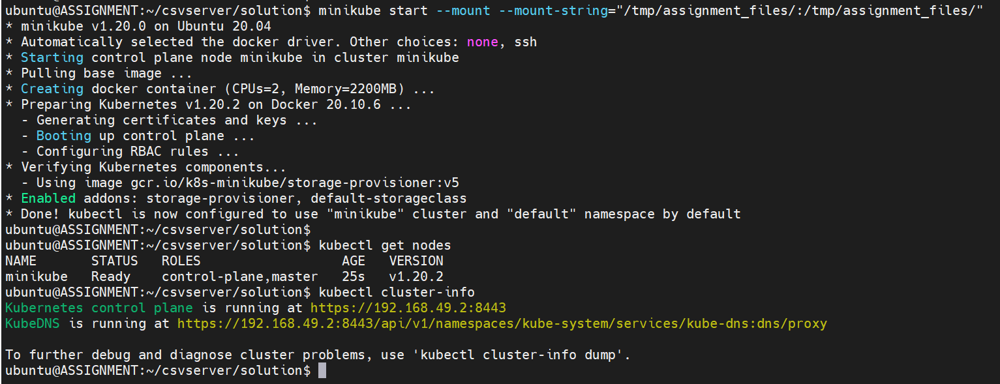 ubuntu@ASSIGNMENT:~/csvserver/solution$ minikube start --mount --mount-string="/tmp/assignment_files/:/tmp/assignment_files/"
* minikube v1.20.0 on Ubuntu 20.04
* Automatically selected the docker driver. Other choices: none, ssh
* Starting control plane node minikube in cluster minikube
* Pulling base image ...
* Creating docker container (CPUs=2, Memory=2200MB) ...
* Preparing Kubernetes v1.20.2 on Docker 20.10.6 ...
  - Generating certificates and keys ...
  - Booting up control plane ...
  - Configuring RBAC rules ...
* Verifying Kubernetes components...
  - Using image gcr.io/k8s-minikube/storage-provisioner:v5
* Enabled addons: storage-provisioner, default-storageclass
* Done! kubectl is now configured to use "minikube" cluster and "default" namespace by default
ubuntu@ASSIGNMENT:~/csvserver/solution$
ubuntu@ASSIGNMENT:~/csvserver/solution$ kubectl get nodes
NAME       STATUS   ROLES                  AGE   VERSION
minikube   Ready    control-plane,master   25s   v1.20.2
ubuntu@ASSIGNMENT:~/csvserver/solution$ kubectl cluster-info
Kubernetes control plane is running at https://192.168.49.2:8443
KubeDNS is running at https://192.168.49.2:8443/api/v1/namespaces/kube-system/services/kube-dns:dns/proxy
To further debug and diagnose cluster problems, use 'kubectl cluster-info dump'.
ubuntu@ASSIGNMENT:~/csvserver/solution$